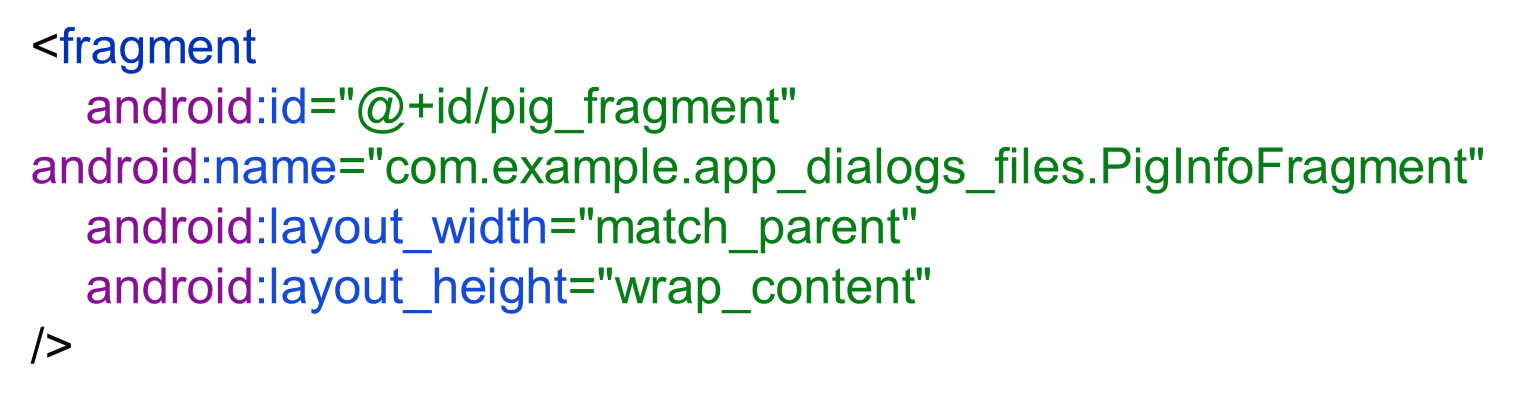 <fragment
android:id="@+id/pig_fragment"
android:name="com.example.app_dialogs_files.PigInfoFragment"
android:layout_width="match_parent"
android:layout_height="wrap_content"
/>